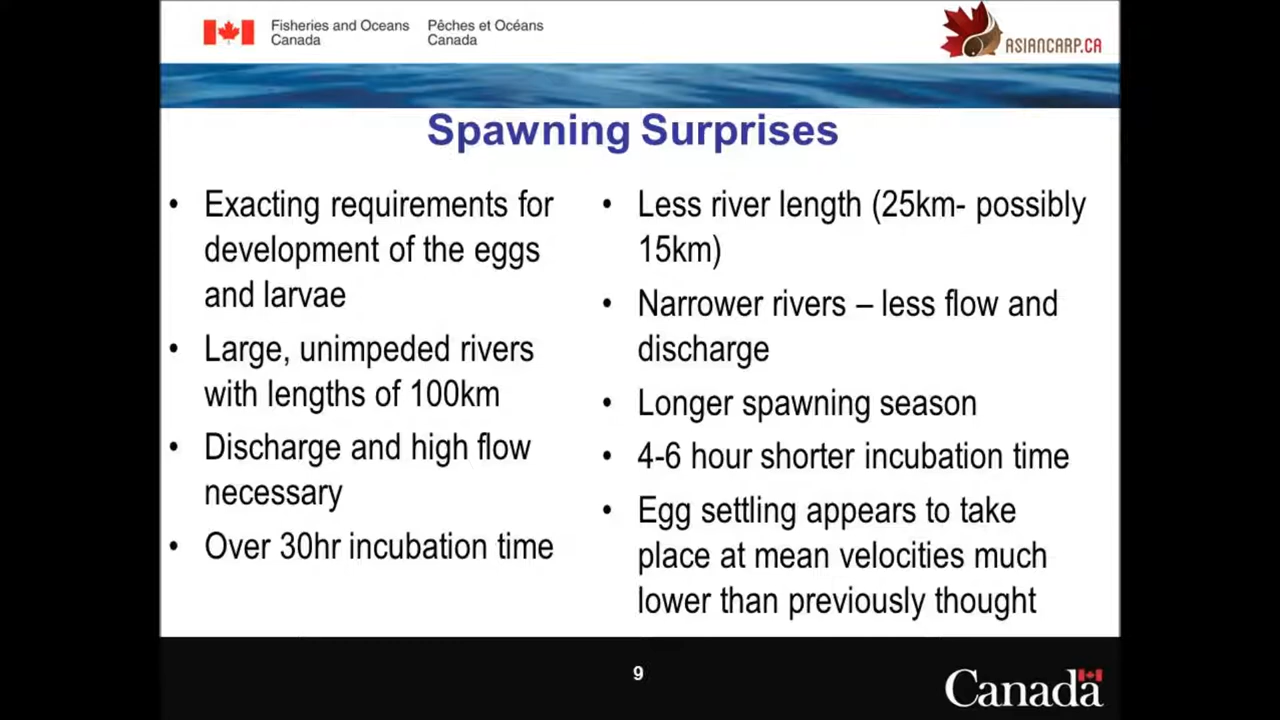 Fisheries and Oceans
Canada
Pêches et Océans
Canada
ASIANCARP.CA
Spawning Surprises
• Exacting requirements for
development of the eggs
and larvae
• Large, unimpeded rivers
with lengths of 100km
• Discharge and high flow
necessary
• Over 30hr incubation time
• Less river length (25km- possibly
15km)
• Narrower rivers – less flow and
discharge
• Longer spawning season
• 4-6 hour shorter incubation time
• Egg settling appears to take
place at mean velocities much
lower than previously thought
9
Canada